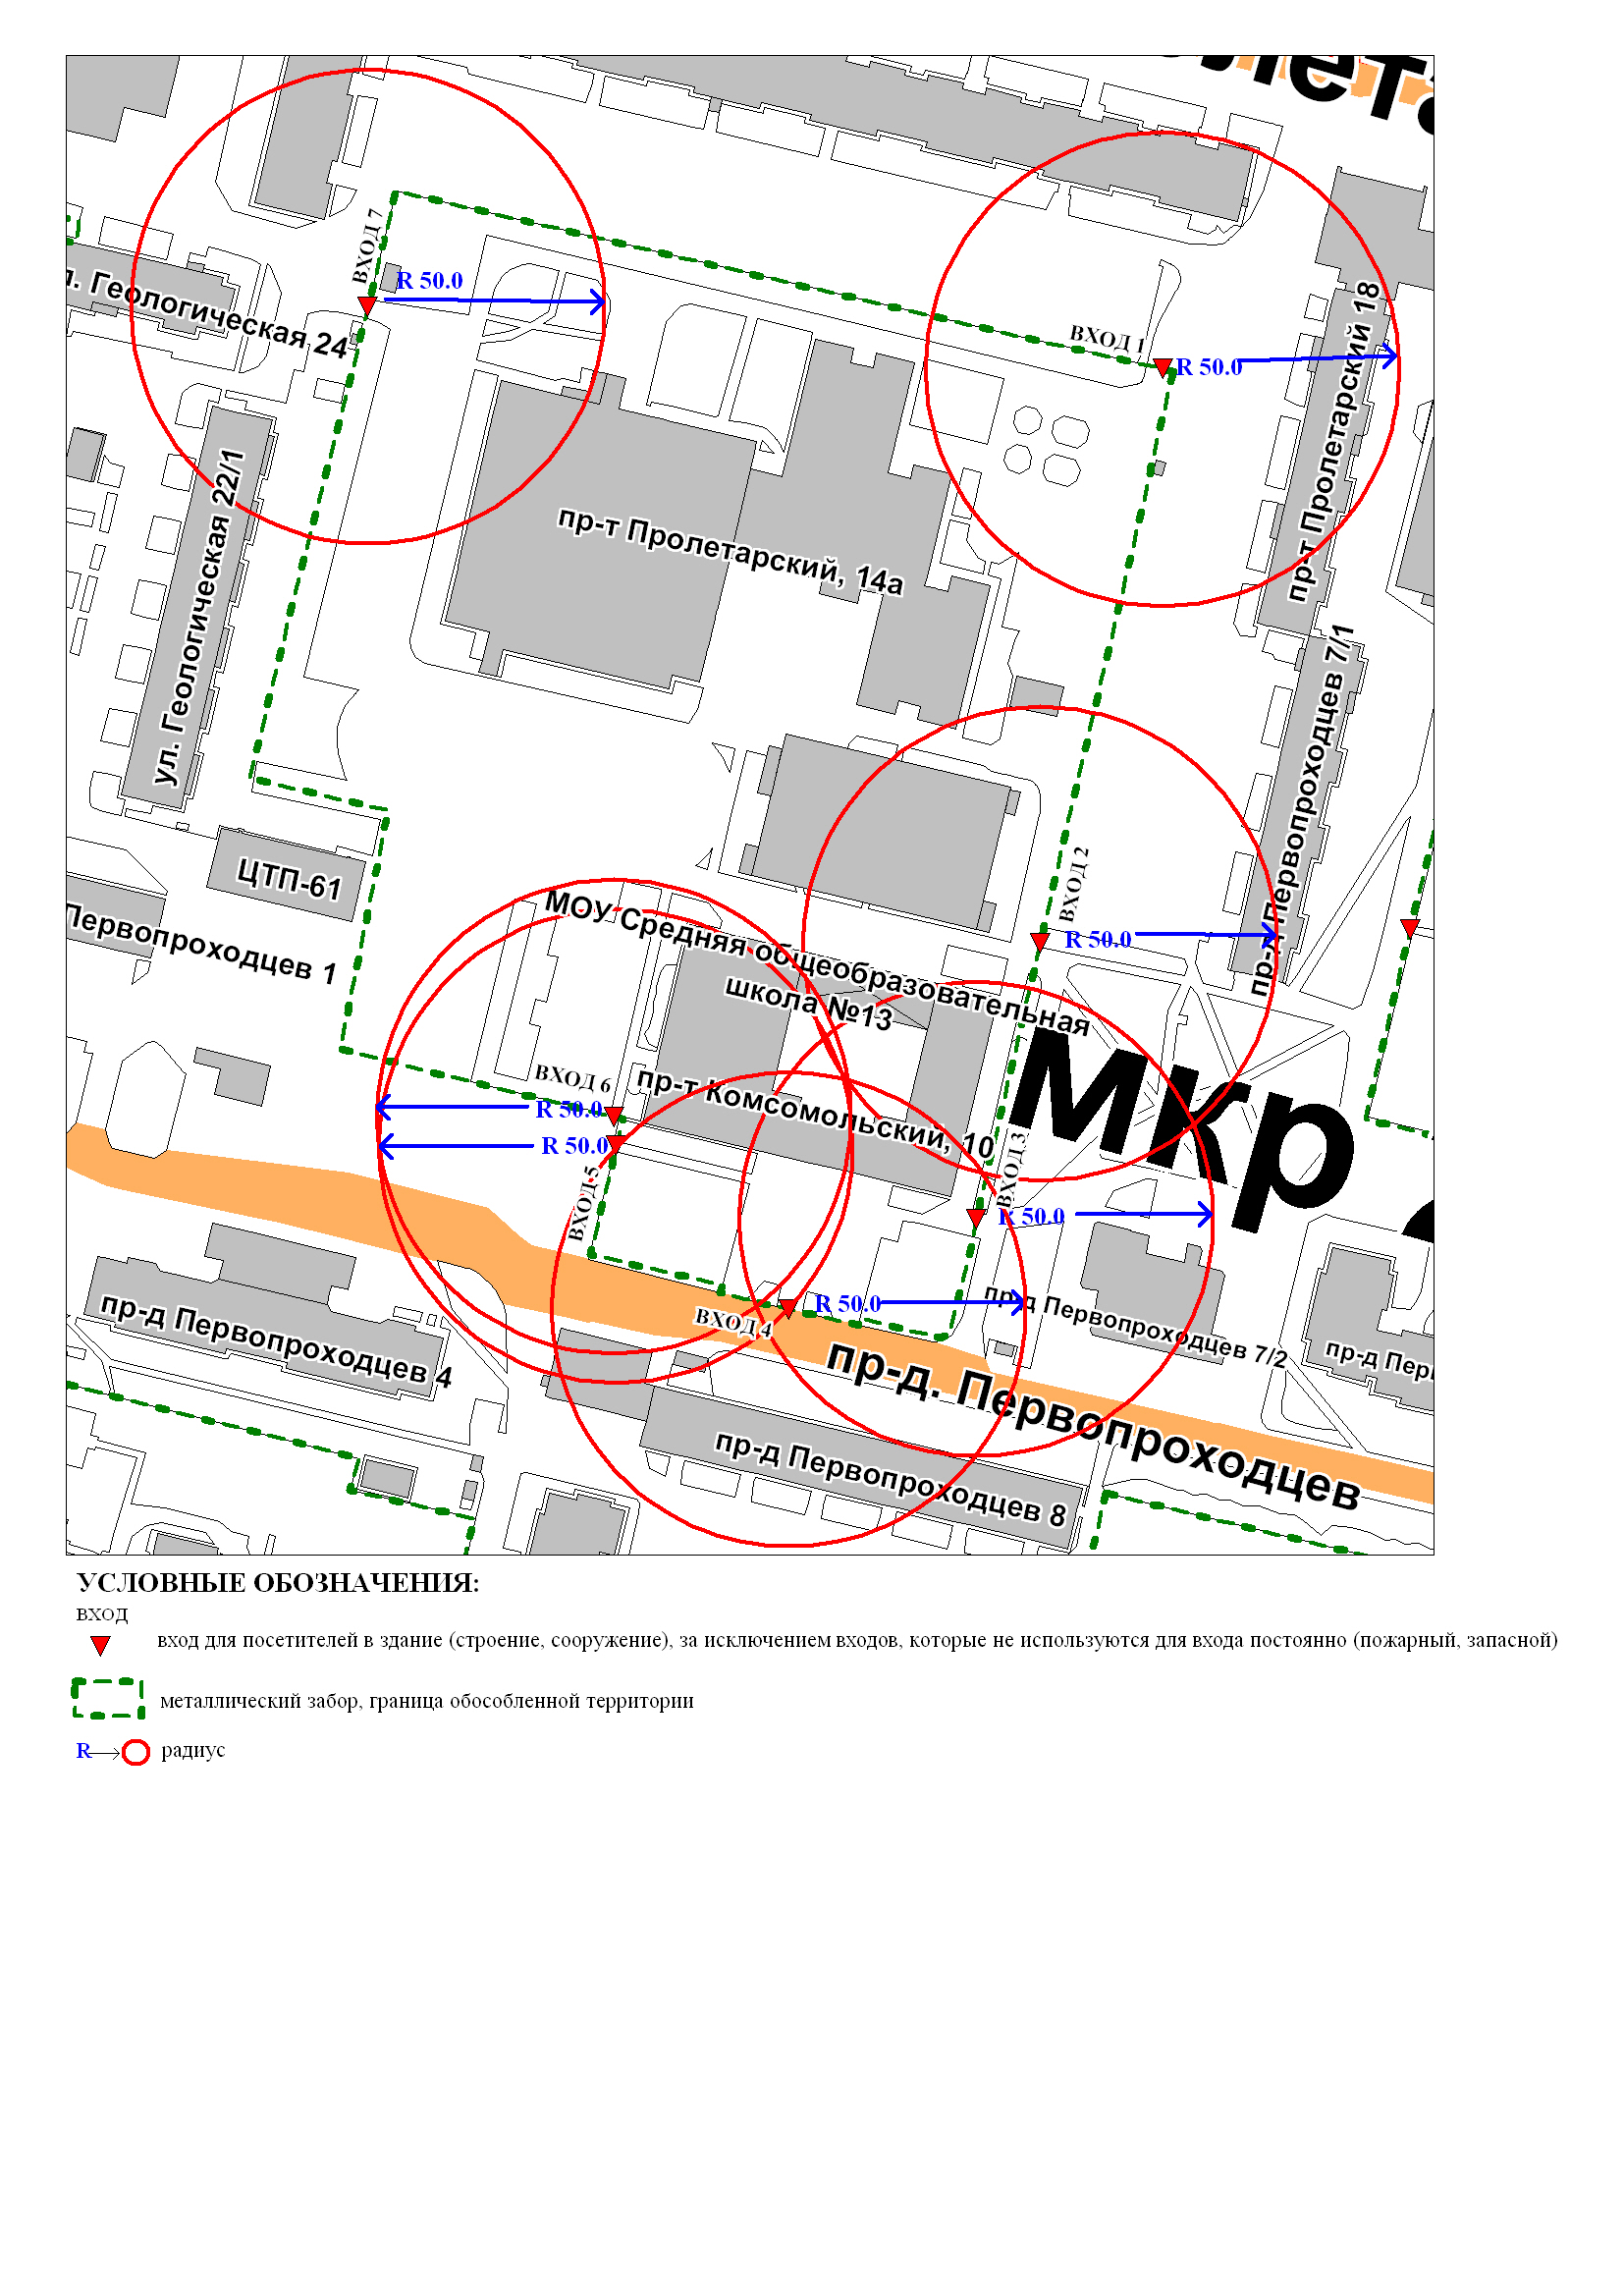 лета
ВХОД 7
R 50.0
л. Геологическая 24
ВХОД 1
R 50.0
пр-т Пролетарский 18
ул. Геологическая 22/1
пр-т Пролетарский, 14а
пр-д Первопроходцев 7/1
ЦТП-61
Первопроходцев 1
ВХОД 2
R 50.0
МОУ Средняя общеобразовательная
школа №13
пр-т Комсомольский, 10
мкр
ВХОД 6
R 50.0
R 50.0
ВХОД 5
ВХОД 3
R 50.0
ВХОД 4
R 50.0
пр-д Первопроходцев 7/2
пр-д Пер
пр-д Первопроходцев 4
пр-д. Первопроходцев
пр-д Первопроходцев 8
УСЛОВНЫЕ ОБОЗНАЧЕНИЯ:
ВХОД
вход для посетителей в здание (строение, сооружение), за исключением входов, которые не используются для входа постоянно (пожарный, запасной)
металлический забор, граница обособленной территории
R
радиус